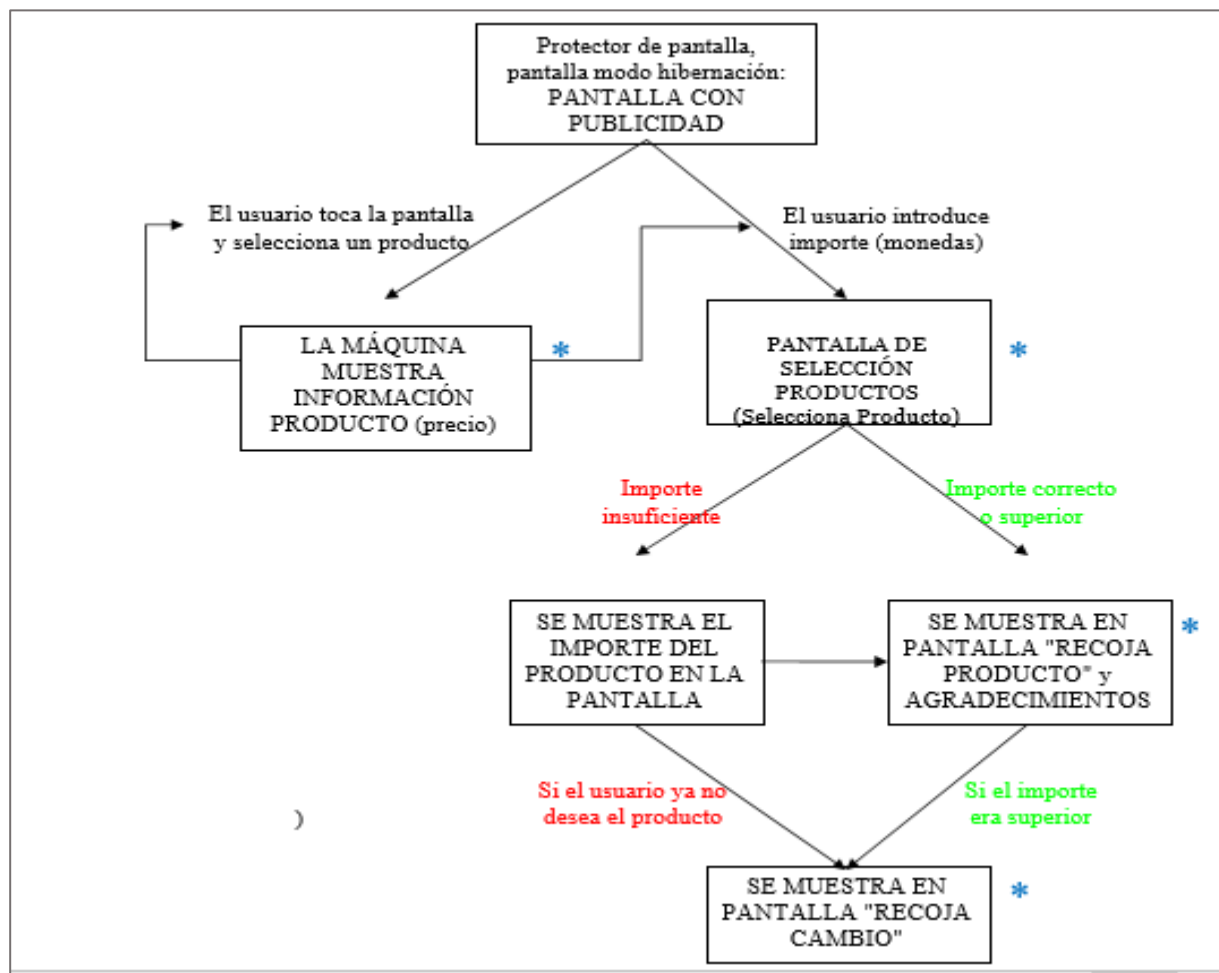 Protector de pantalla,
pantalla modo hibernación:
PANTALLA CON
PUBLICIDAD
El usuario toca la pantalla
y selecciona un producto
El usuario introduce
importe (monedas)
LA MÁQUINA
MUESTRA
INFORMACIÓN
PRODUCTO (precio)
*
PANTALLA DE
SELECCIÓN
PRODUCTOS
(Selecciona Producto)
*
Importe
insuficiente
Importe correcto
o superior
SE MUESTRA EL
IMPORTE DEL
PRODUCTO EN LA
PANTALLA
SE MUESTRA EN
PANTALLA "RECOJA
PRODUCTO" y
AGRADECIMIENTOS
*
Si el usuario ya no
desea el producto
Si el importe
era superior
)
SE MUESTRA EN
PANTALLA "RECOJA
CAMBIO"
*